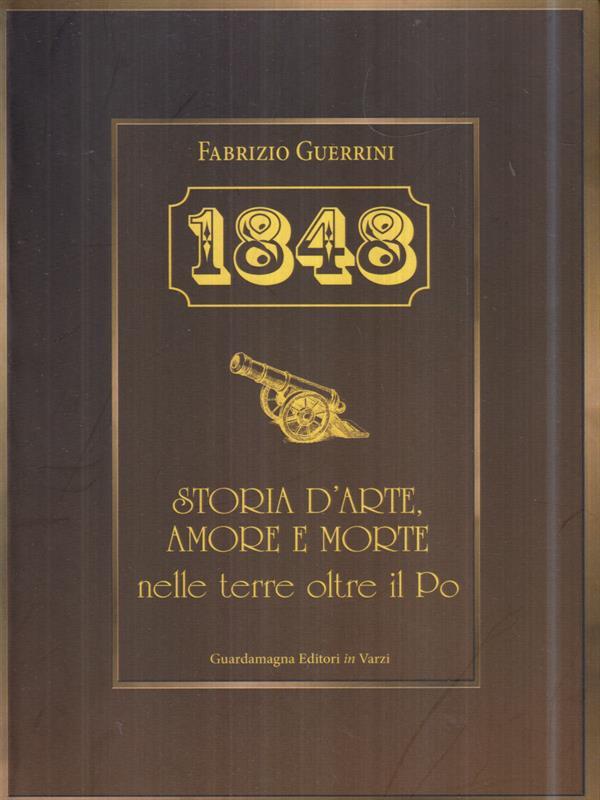 Fabrizio Guerrini
1848
STORIA D'ARTE,
AMORE E MORTE
nelle terre oltre il Po
Guardamagna Editori in Varzi